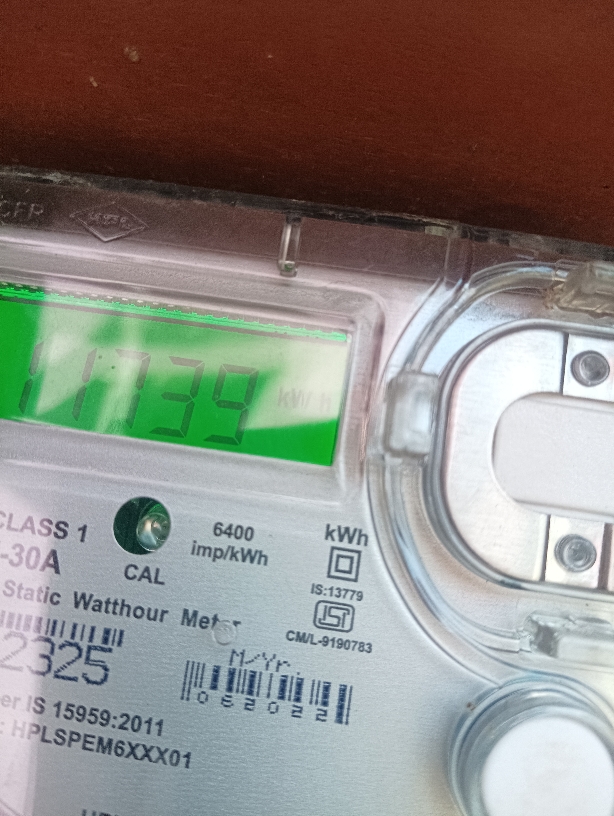 11739 kWh
CLASS 1
-30A
CAL
6400
imp/kWh
kWh
IS:13779
CM/L-9190783
Static Watthour Meter
2325
M/Yr.
062022
er IS 15959:2011
: HPLSPEM6XXX01